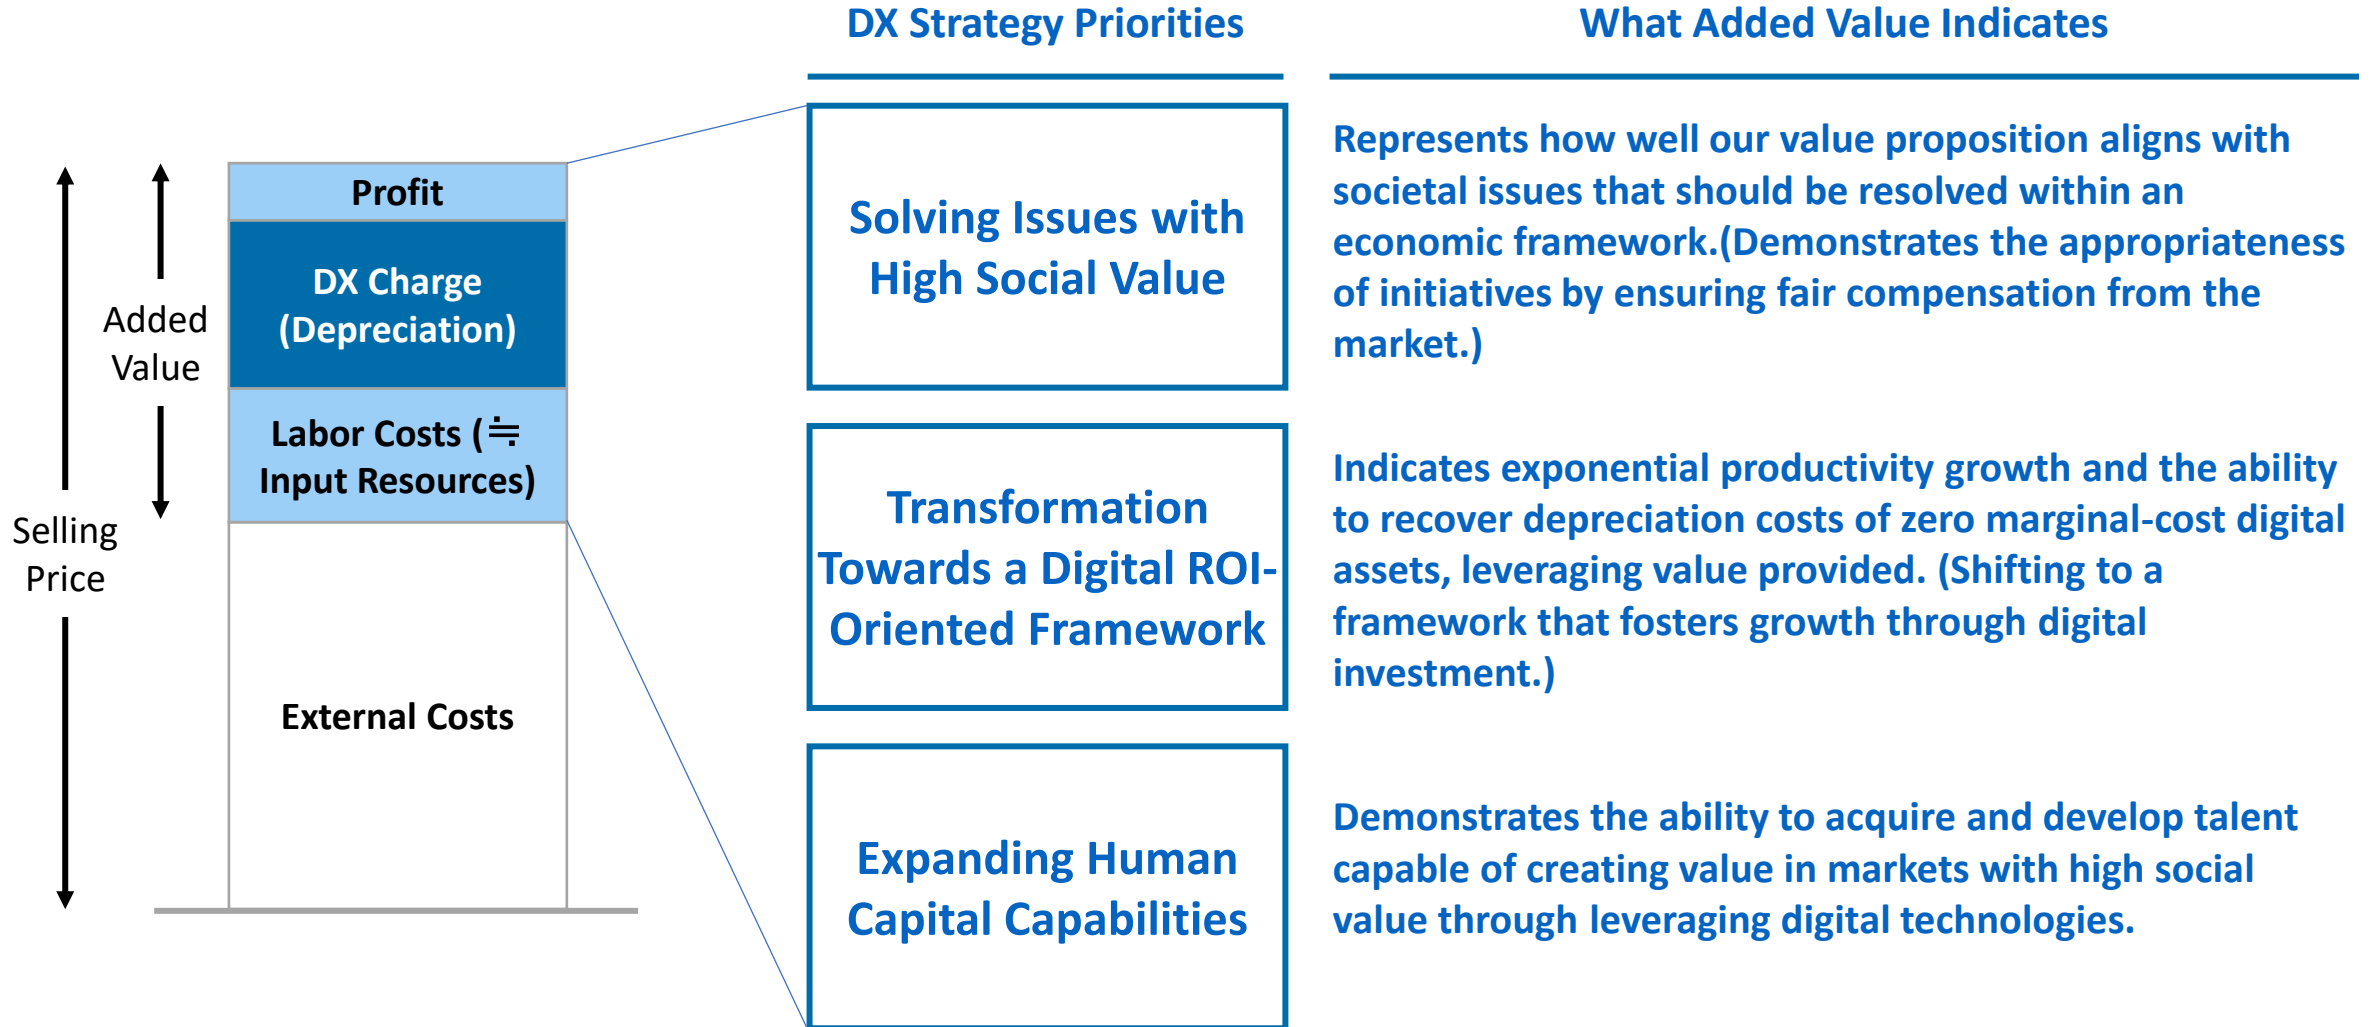 DX Strategy Priorities
What Added Value Indicates
Selling
Price
Added
Value
Profit
DX Charge
(Depreciation)
Labor Costs (≒
Input Resources)
External Costs
Solving Issues with
High Social Value
Represents how well our value proposition aligns with
societal issues that should be resolved within an
economic framework.(Demonstrates the appropriateness
of initiatives by ensuring fair compensation from the
market.)
Transformation
Towards a Digital ROI-
Oriented Framework
Indicates exponential productivity growth and the ability
to recover depreciation costs of zero marginal-cost digital
assets, leveraging value provided. (Shifting to a
framework that fosters growth through digital
investment.)
Expanding Human
Capital Capabilities
Demonstrates the ability to acquire and develop talent
capable of creating value in markets with high social
value through leveraging digital technologies.